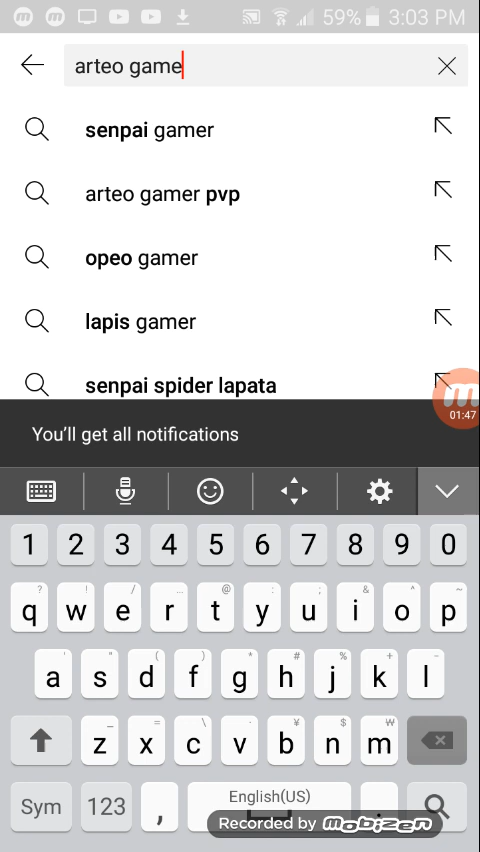 59% 3:03 PM
arteo game
senpai gamer
arteo gamer pvp
opeo gamer
lapis gamer
senpai spider lapata
01:47
You'll get all notifications
1 2 3 4 5 6 7 8 9 0
q w e r t y u i o p
a s d f g h j k l
z x c v b n m
Sym 123 , English(US) .
Recorded by mobizen